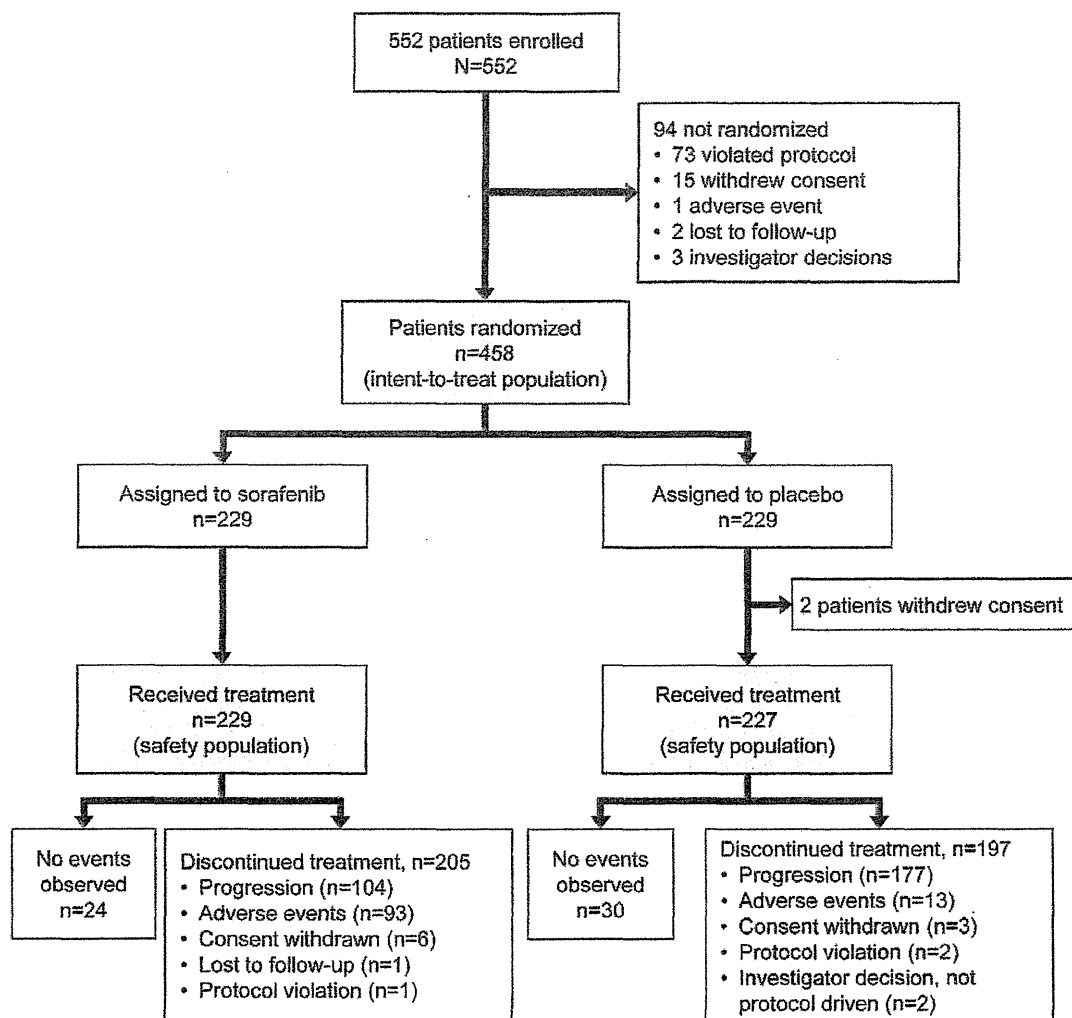 552 patients enrolled
N=552
94 not randomized
• 73 violated protocol
• 15 withdrew consent
• 1 adverse event
• 2 lost to follow-up
• 3 investigator decisions
Patients randomized
n=458
(intent-to-treat population)
Assigned to sorafenib
n=229
Assigned to placebo
n=229
2 patients withdrew consent
Received treatment
n=229
(safety population)
Received treatment
n=227
(safety population)
No events
observed
n=24
Discontinued treatment, n=205
• Progression (n=104)
• Adverse events (n=93)
• Consent withdrawn (n=6)
• Lost to follow-up (n=1)
• Protocol violation (n=1)
No events
observed
n=30
Discontinued treatment, n=197
• Progression (n=177)
• Adverse events (n=13)
• Consent withdrawn (n=3)
• Protocol violation (n=2)
• Investigator decision, not
protocol driven (n=2)